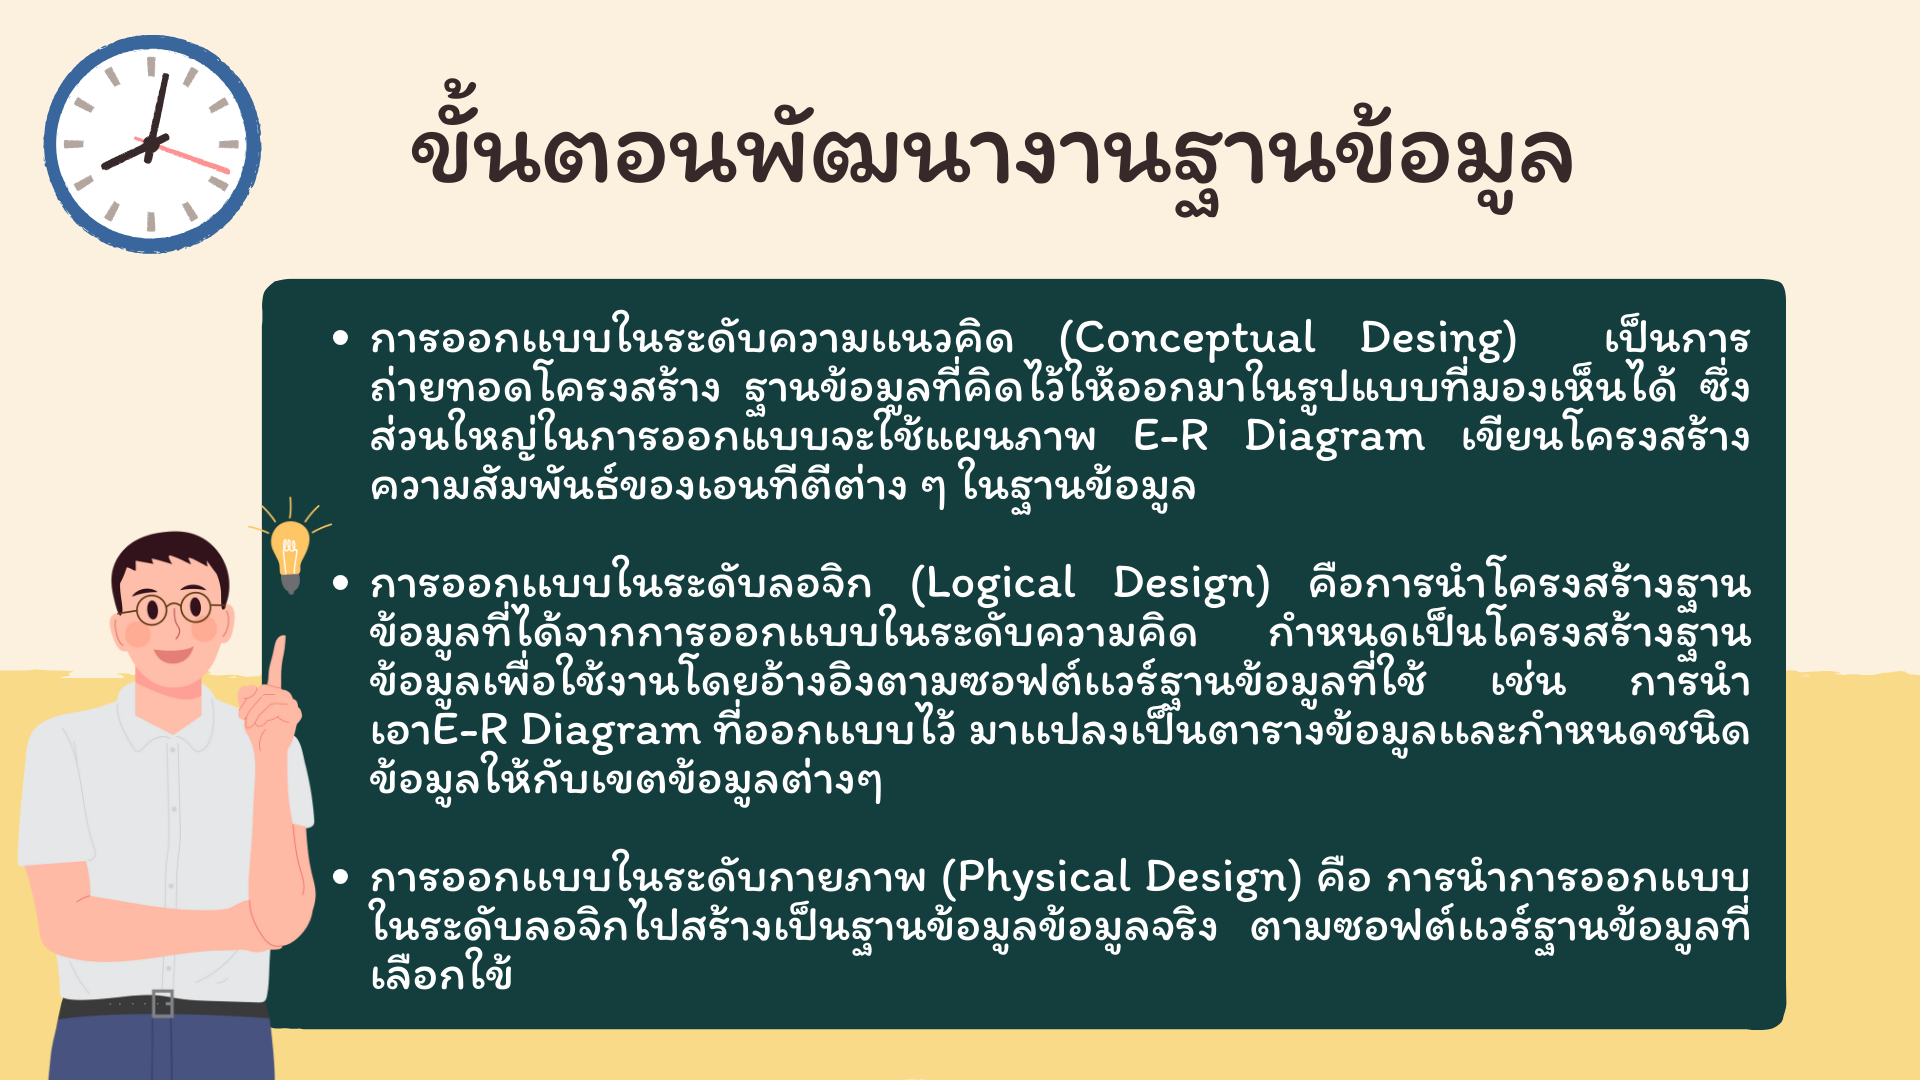 ขั้นตอนพัฒนางานฐานข้อมูล
• การออกแบบในระดับความแนวคิด (Conceptual Desing) เป็นการ
ถ่ายทอดโครงสร้าง ฐานข้อมูลที่คิดไว้ให้ออกมาในรูปแบบที่มองเห็นได้ ซึ่ง
ส่วนใหญ่ในการออกแบบจะใช้แผนภาพ E-R Diagram เขียนโครงสร้าง
ความสัมพันธ์ของเอนทีตีต่าง ๆ ในฐานข้อมูล
• การออกแบบในระดับลอจิก (Logical Design) คือการนำโครงสร้างฐาน
ข้อมูลที่ได้จากการออกแบบในระดับความคิด กำหนดเป็นโครงสร้างฐาน
ข้อมูลเพื่อใช้งานโดยอ้างอิงตามซอฟต์แวร์ฐานข้อมูลที่ใช้ เช่น การนำ
เอาE-R Diagram ที่ออกแบบไว้ มาแปลงเป็นตารางข้อมูลและกำหนดชนิด
ข้อมูลให้กับเขตข้อมูลต่างๆ
• การออกแบบในระดับกายภาพ (Physical Design) คือ การนำการออกแบบ
ในระดับลอจิกไปสร้างเป็นฐานข้อมูลข้อมูลจริง ตามซอฟต์แวร์ฐานข้อมูลที่
เลือกใข้